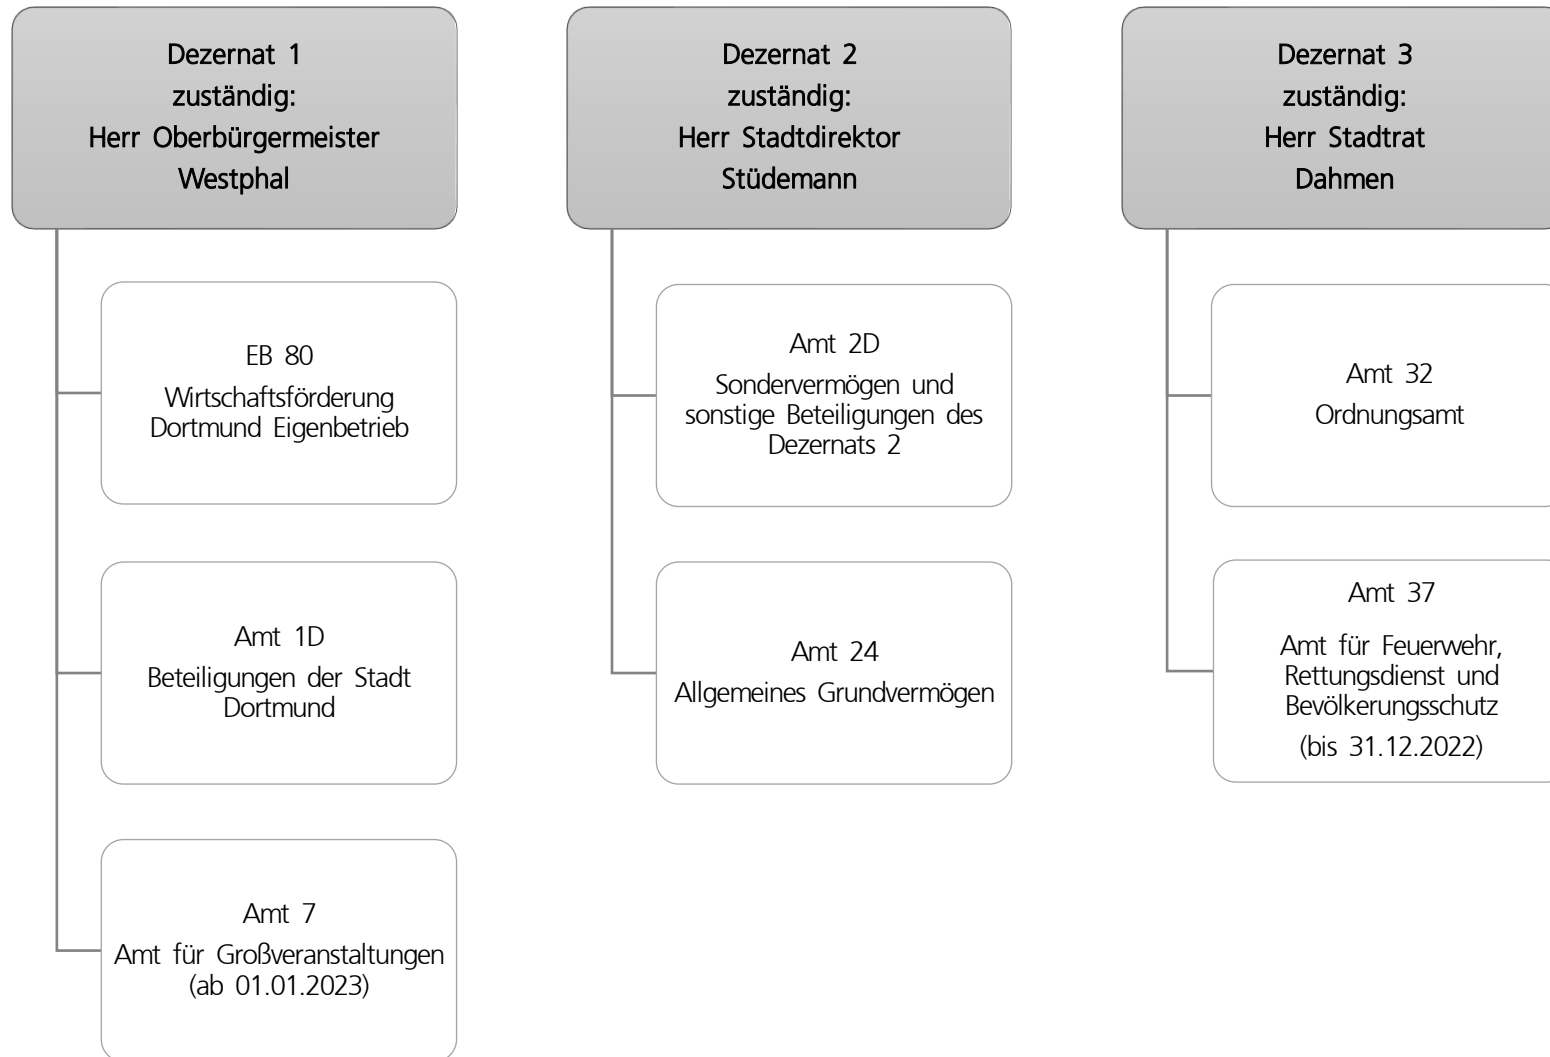 Dezernat 1
zuständig:
Herr Oberbürgermeister
Westphal
EB 80
Wirtschaftsförderung
Dortmund Eigenbetrieb
Amt 1D
Beteiligungen der Stadt
Dortmund
Amt 7
Amt für Großveranstaltungen
(ab 01.01.2023)
Dezernat 2
zuständig:
Herr Stadtdirektor
Stüdemann
Amt 2D
Sondervermögen und
sonstige Beteiligungen des
Dezernats 2
Amt 24
Allgemeines Grundvermögen
Dezernat 3
zuständig:
Herr Stadtrat
Dahmen
Amt 32
Ordnungsamt
Amt 37
Amt für Feuerwehr,
Rettungsdienst und
Bevölkerungsschutz
(bis 31.12.2022)